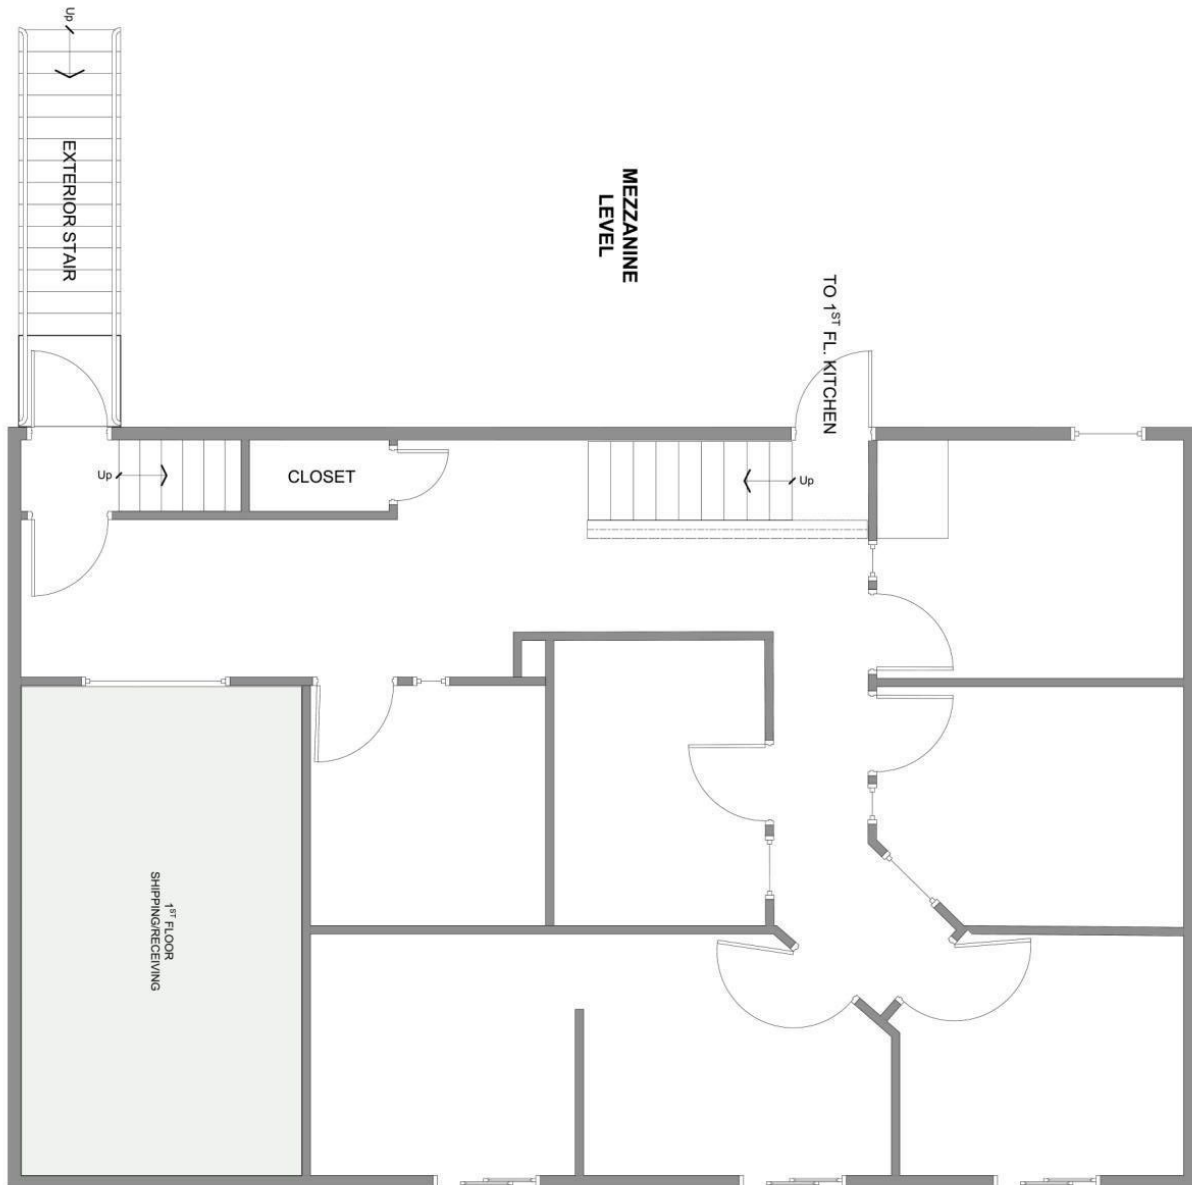 Up
EXTERIOR STAIR
MEZZANINE
LEVEL
TO 1ST FL. KITCHEN
Up
CLOSET
Up
1ST FLOOR
SHIPPING/RECEIVING